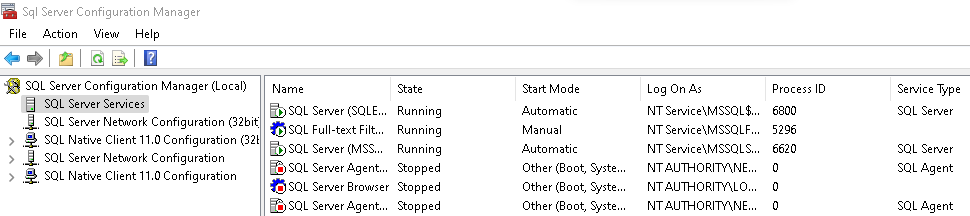 Sql Server Configuration Manager
File Action View Help
SQL Server Configuration Manager (Local)
SQL Server Services
SQL Server Network Configuration (32bit
SQL Native Client 11.0 Configuration (32bi
SQL Server Network Configuration
SQL Native Client 11.0 Configuration
Name State Start Mode Log On As Process ID Service Type
SQL Server (SQLE... Running Automatic NT Service\MSSQL$... 6800 SQL Server
SQL Full-text Filt... Running Manual NT Service\MSSQLF... 5296
SQL Server (MSS... Running Automatic NT Service\MSSQLS... 6620 SQL Server
SQL Server Agent... Stopped Other (Boot, Syste... NT AUTHORITY\NE... 0 SQL Agent
SQL Server Browser Stopped Other (Boot, Syste... NT AUTHORITY\LO... 0
SQL Server Agent... Stopped Other (Boot, Syste... NT AUTHORITY\NE... 0 SQL Agent